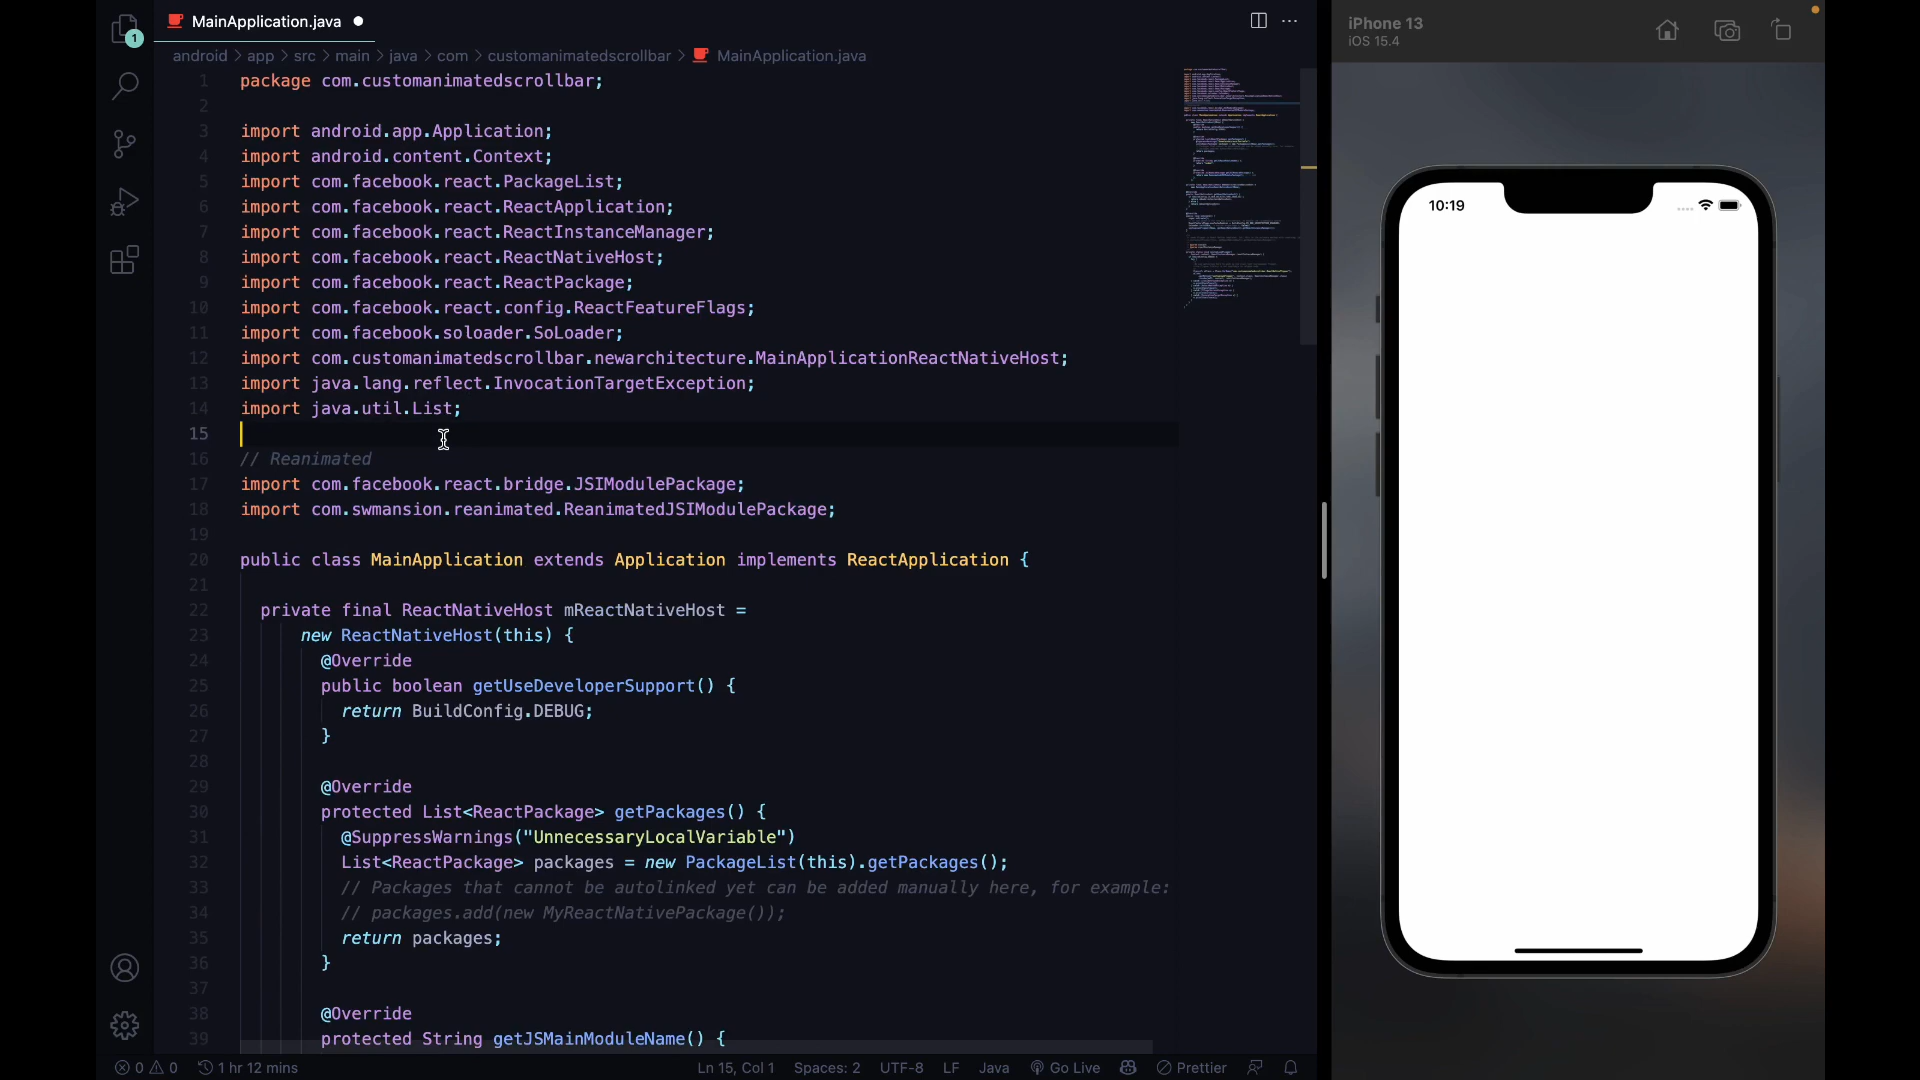 MainApplication.java
android > app > src > main > java > com > customanimatedscrollbar > MainApplication.java
1 package com.customanimatedscrollbar;
2
3 import android.app.Application;
4 import android.content.Context;
5 import com.facebook.react.PackageList;
6 import com.facebook.react.ReactApplication;
7 import com.facebook.react.ReactInstanceManager;
8 import com.facebook.react.ReactNativeHost;
9 import com.facebook.react.ReactPackage;
10 import com.facebook.react.config.ReactFeatureFlags;
11 import com.facebook.soloader.SoLoader;
12 import com.customanimatedscrollbar.newarchitecture.MainApplicationReactNativeHost;
13 import java.lang.reflect.InvocationTargetException;
14 import java.util.List;
15
16 // Reanimated
17 import com.facebook.react.bridge.JSIModulePackage;
18 import com.swmansion.reanimated.ReanimatedJSIModulePackage;
19
20 public class MainApplication extends Application implements ReactApplication {
21
22 private final ReactNativeHost mReactNativeHost =
23 new ReactNativeHost(this) {
24 @Override
25 public boolean getUseDeveloperSupport() {
26 return BuildConfig.DEBUG;
27 }
28
29 @Override
30 protected List<ReactPackage> getPackages() {
31 @SuppressWarnings("UnnecessaryLocalVariable")
32 List<ReactPackage> packages = new PackageList(this).getPackages();
33 // Packages that cannot be autolinked yet can be added manually here, for example:
34 // packages.add(new MyReactNativePackage());
35 return packages;
36 }
37
38 @Override
39 protected String getJSMainModuleName() {
1
0 0 1 hr 12 mins Ln 15, Col 1 Spaces: 2 UTF-8 LF Java Go Live Prettier
iPhone 13
iOS 15.4
10:19